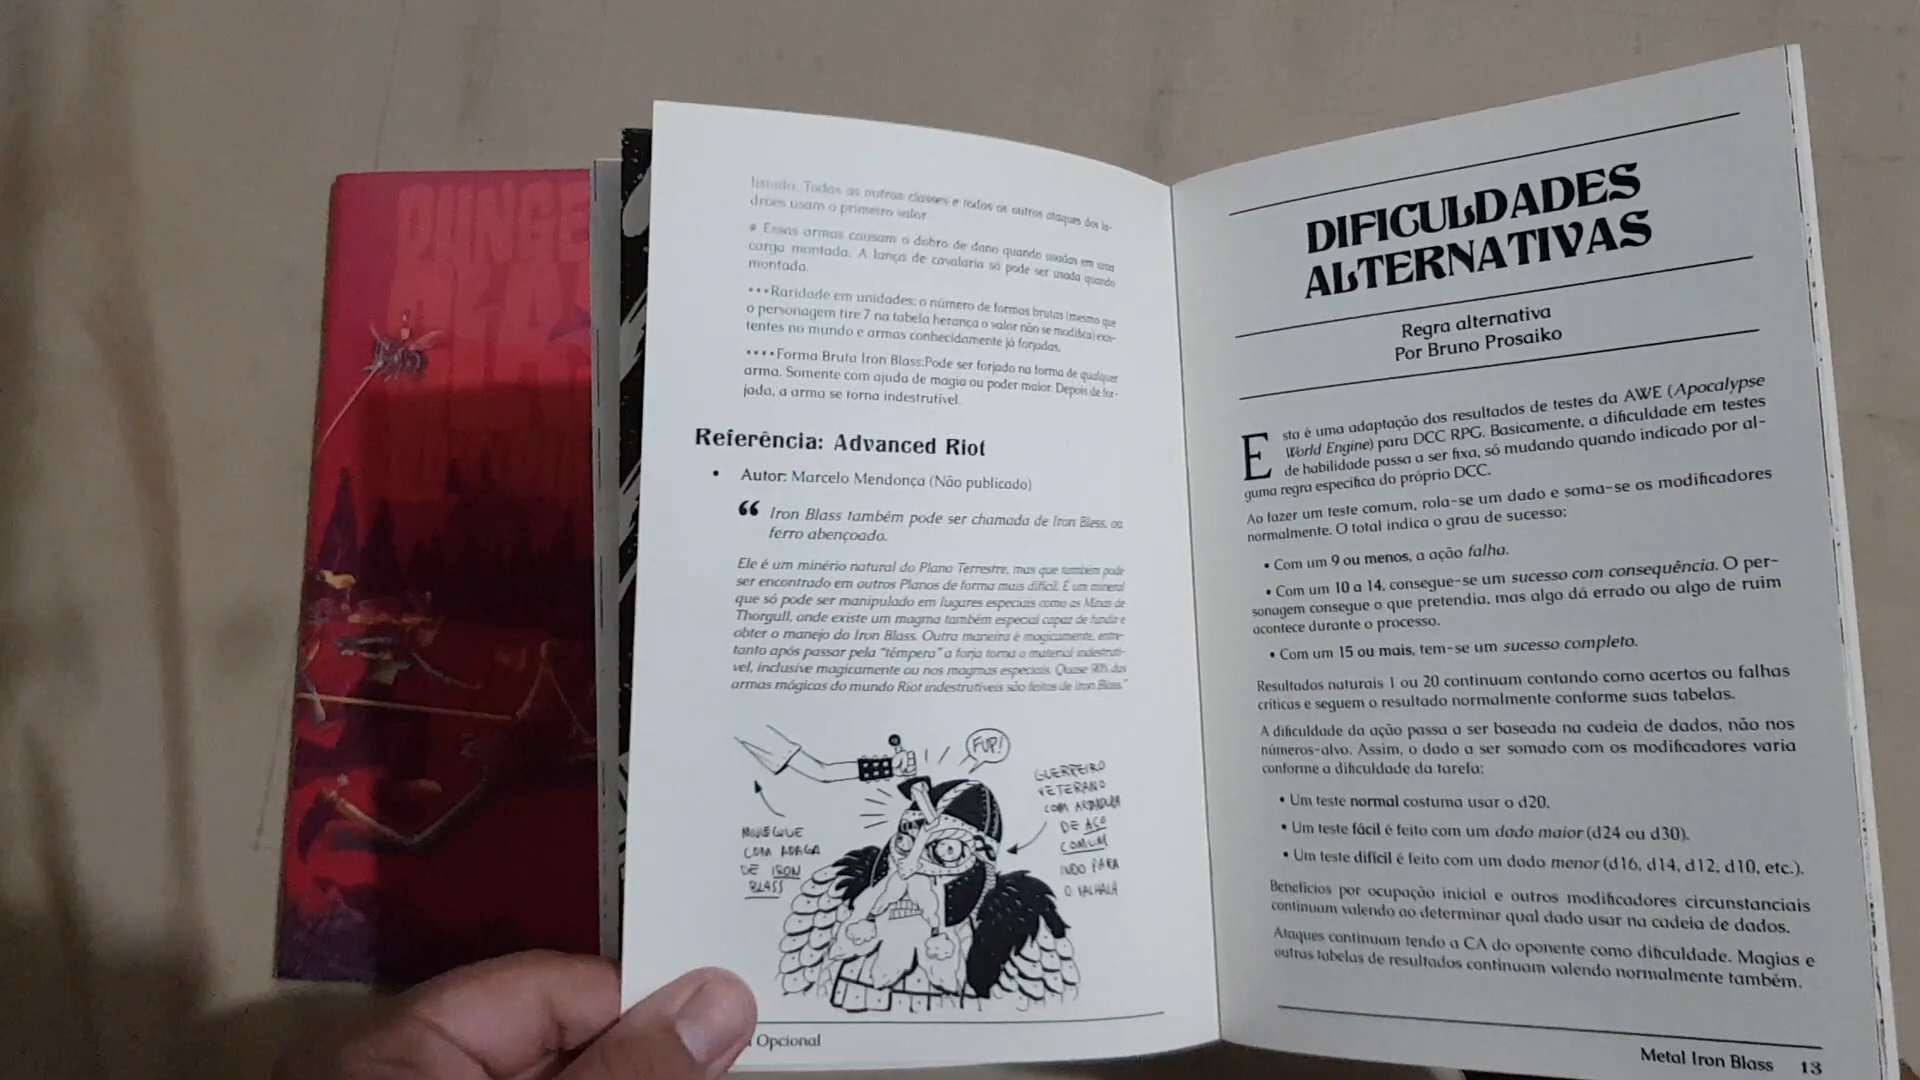 DUNGE
listado. Todas as outras classes e todos os outros ataques dos la-
drões usam o primeiro valor.
# Essas armas causam o dobro de dano quando usadas em uma
carga montada. A lança de cavalaria só pode ser usada quando
montada.
***Raridade em unidades: o número de formas brutas (mesmo que
o personagem tire 7 na tabela herança o valor não se modifica) exis-
tentes no mundo e armas conhecidamente já forjadas.
****Forma Bruta Iron Blass:Pode ser forjado na forma de qualquer
arma. Somente com ajuda de magia ou poder maior. Depois de for-
jada, a arma se torna indestrutível.
Referência: Advanced Riot
• Autor: Marcelo Mendonça (Não publicado)
“ Iron Blass também pode ser chamada de Iron Bless, ou
ferro abençoado.
Ele é um minério natural do Plano Terrestre, mas que também pode
ser encontrado em outros Planos de forma mais difícil. É um mineral
que só pode ser manipulado em lugares especiais como as Minas de
Thorgull, onde existe um magma também especial capaz de fundir e
obter o manejo do Iron Blass. Outra maneira é magicamente, entre-
tanto após passar pela "têmpera" a forja torna o material indestrutí-
vel, inclusive magicamente ou nos magmas especiais. Quase 90% das
armas mágicas do mundo Riot indestrutíveis são feitas de Iron Blass."
FUP!
MULEQUE
COM ADAGA
DE IRON
BLASS
GUERREIRO
VETERANO
COM ARMADURA
DE AÇO
COMUM
INDO PARA
O VALHALA
Opcional
DIFICULDADES
ALTERNATIVAS
Regra alternativa
Por Bruno Prosaiko
Esta é uma adaptação dos resultados de testes da AWE (Apocalypse
World Engine) para DCC RPG. Basicamente, a dificuldade em testes
de habilidade passa a ser fixa, só mudando quando indicado por al-
guma regra específica do próprio DCC.
Ao fazer um teste comum, rola-se um dado e soma-se os modificadores
normalmente. O total indica o grau de sucesso:
• Com um 9 ou menos, a ação falha.
• Com um 10 a 14, consegue-se um sucesso com consequência. O per-
sonagem consegue o que pretendia, mas algo dá errado ou algo de ruim
acontece durante o processo.
• Com um 15 ou mais, tem-se um sucesso completo.
Resultados naturais 1 ou 20 continuam contando como acertos ou falhas
críticas e seguem o resultado normalmente conforme suas tabelas.
A dificuldade da ação passa a ser baseada na cadeia de dados, não nos
números-alvo. Assim, o dado a ser somado com os modificadores varia
conforme a dificuldade da tarefa:
• Um teste normal costuma usar o d20.
• Um teste fácil é feito com um dado maior (d24 ou d30).
• Um teste difícil é feito com um dado menor (d16, d14, d12, d10, etc.).
Benefícios por ocupação inicial e outros modificadores circunstanciais
continuam valendo ao determinar qual dado usar na cadeia de dados.
Ataques continuam tendo a CA do oponente como dificuldade. Magias e
outras tabelas de resultados continuam valendo normalmente também.
Metal Iron Blass 13